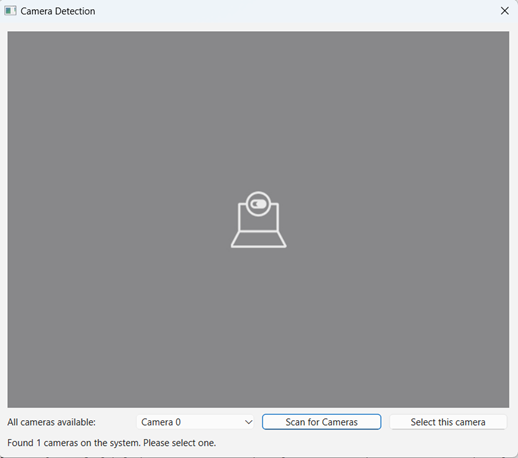 Camera Detection
All cameras available: Camera 0 Scan for Cameras Select this camera
Found 1 cameras on the system. Please select one.